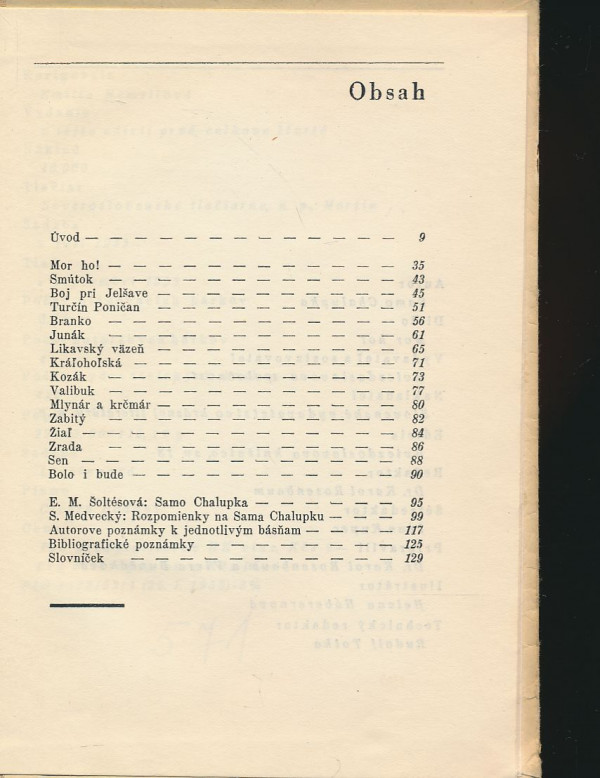 Obsah
Úvod — — — — — — — — — — — — — 9
Mor ho! — — — — — — — — — — — — 35
Smútok — — — — — — — — — — — — 43
Boj pri Jelšave — — — — — — — — — — 45
Turčín Poničan — — — — — — — — — — 51
Branko — — — — — — — — — — — — 56
Junák — — — — — — — — — — — — — 61
Likavský väzeň — — — — — — — — — — 65
Kráľohoľská — — — — — — — — — — — 71
Kozák — — — — — — — — — — — — — 73
Valibuk — — — — — — — — — — — — 77
Mlynár a krčmár — — — — — — — — — — 80
Zabitý — — — — — — — — — — — — — 82
Žiaľ — — — — — — — — — — — — — 84
Zrada — — — — — — — — — — — — — 86
Sen — — — — — — — — — — — — — — 88
Bolo i bude — — — — — — — — — — — 90
E. M. Šoltésová: Samo Chalupka — — — — — — 95
S. Medvecký: Rozpomienky na Sama Chalupku — — — 99
Autorove poznámky k jednotlivým básňam — — — — 117
Bibliografické poznámky — — — — — — — — 125
Slovníček — — — — — — — — — — — 129